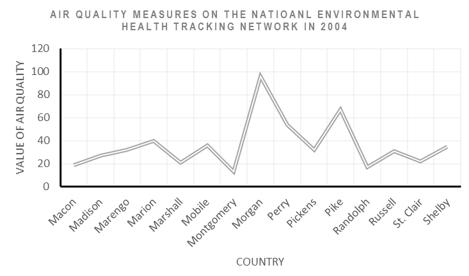 AIR QUALITY MEASURES ON THE NATIOANL ENVIRONMENTAL
HEALTH TRACKING NETWORK IN 2004
VALUE OF AIR QUALITY
120
100
80
60
40
20
0
Macon
Madison
Marengo
Marion
Marshall
Mobile
Montgomery
Morgan
Perry
Pickens
Pike
Randolph
Russell
St. Clair
Shelby
COUNTRY